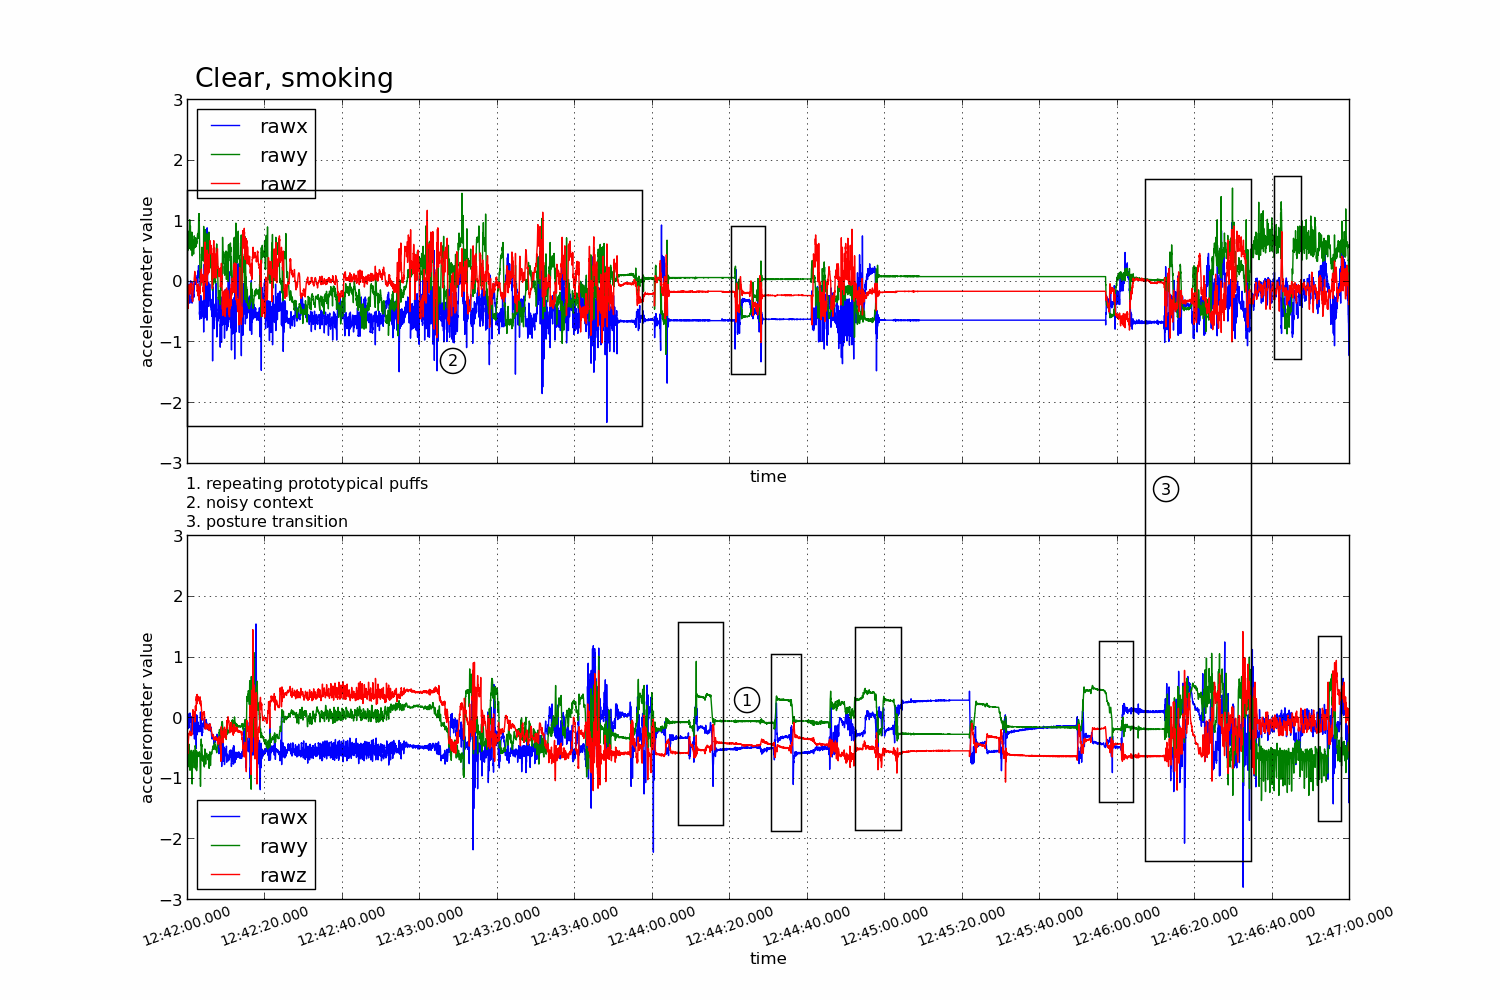 Clear, smoking
3
2
1
0
−1
−2
−3
accelerometer value
rawx
rawy
rawz
2
time
1. repeating prototypical puffs
2. noisy context
3. posture transition
3
3
2
1
0
−1
−2
−3
accelerometer value
1
rawx
rawy
rawz
12:42:00.000 12:42:20.000 12:42:40.000 12:43:00.000 12:43:20.000 12:43:40.000 12:44:00.000 12:44:20.000 12:44:40.000 12:45:00.000 12:45:20.000 12:45:40.000 12:46:00.000 12:46:20.000 12:46:40.000 12:47:00.000
time